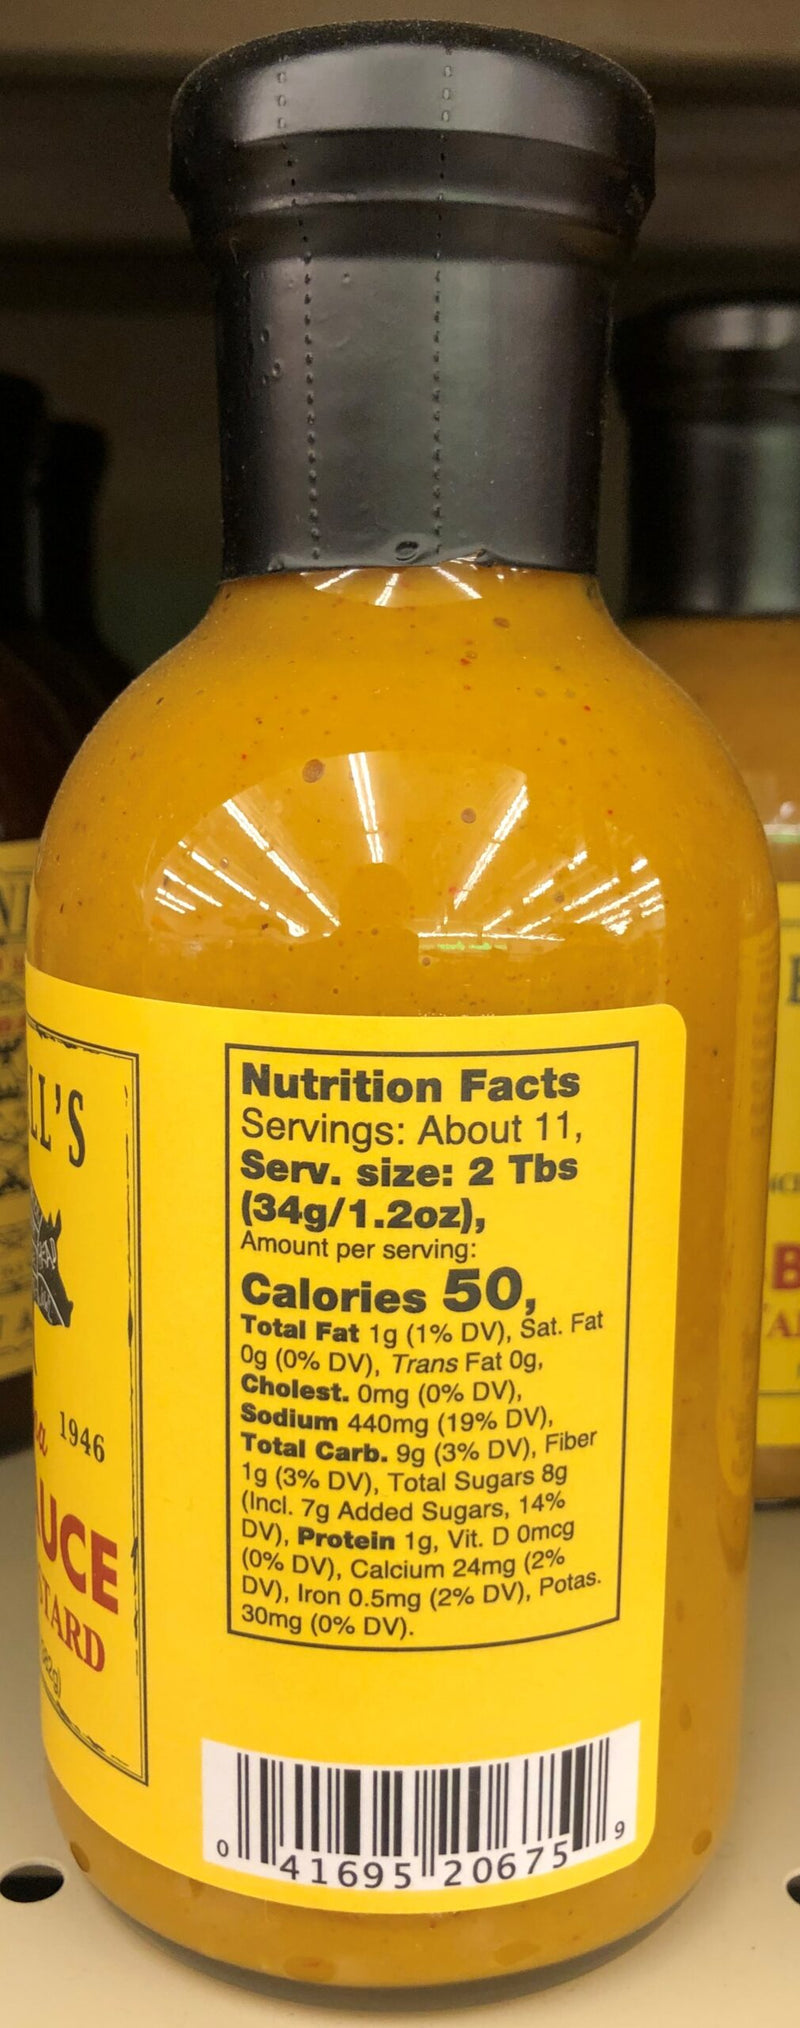 LL'S
1946
UCE
TARD
Nutrition Facts
Servings: About 11,
Serv. size: 2 Tbs
(34g/1.2oz),
Amount per serving:
Calories 50,
Total Fat 1g (1% DV), Sat. Fat
0g (0% DV), Trans Fat 0g,
Cholest. 0mg (0% DV),
Sodium 440mg (19% DV),
Total Carb. 9g (3% DV), Fiber
1g (3% DV), Total Sugars 8g
(Incl. 7g Added Sugars, 14%
DV), Protein 1g, Vit. D 0mcg
(0% DV), Calcium 24mg (2%
DV), Iron 0.5mg (2% DV), Potas.
30mg (0% DV).
0 41695 20675 9